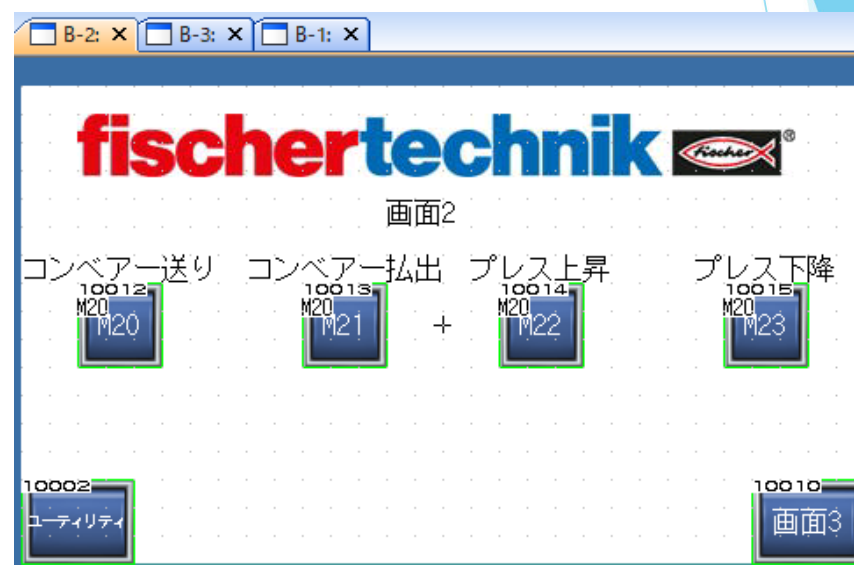 B-2: B-3: B-1:
fischertechnik fischer ®
画面2
コンベアー送り コンベアー払出 プレス上昇 プレス下降
10012 10013 10014 10015
M20 M20 M20 M20
M20 M21 M22 M23
10002 10010
ユーティリティ 画面3